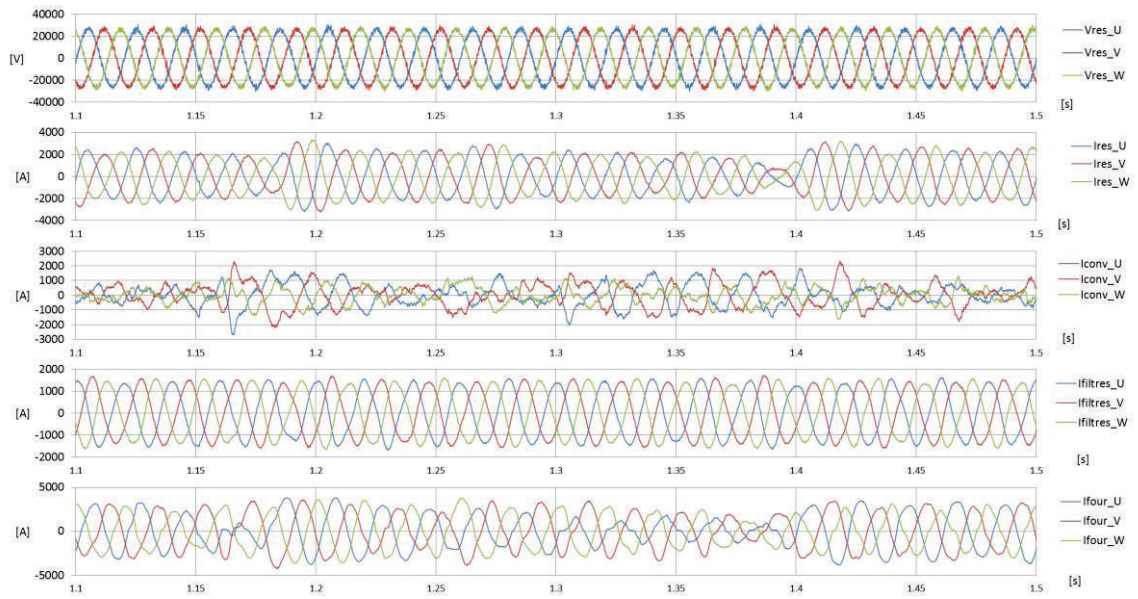 40000
20000
0
-20000
-40000
[V]
1.1 1.15 1.2 1.25 1.3 1.35 1.4 1.45 1.5
[s]
Vres_U
Vres_V
Vres_W
4000
2000
0
-2000
-4000
[A]
1.1 1.15 1.2 1.25 1.3 1.35 1.4 1.45 1.5
[s]
Ires_U
Ires_V
Ires_W
3000
2000
1000
0
-1000
-2000
-3000
[A]
1.1 1.15 1.2 1.25 1.3 1.35 1.4 1.45 1.5
[s]
Iconv_U
Iconv_V
Iconv_W
2000
1000
0
-1000
-2000
[A]
1.1 1.15 1.2 1.25 1.3 1.35 1.4 1.45 1.5
[s]
Ifiltres_U
Ifiltres_V
Ifiltres_W
5000
0
-5000
[A]
1.1 1.15 1.2 1.25 1.3 1.35 1.4 1.45 1.5
[s]
Ifour_U
Ifour_V
Ifour_W